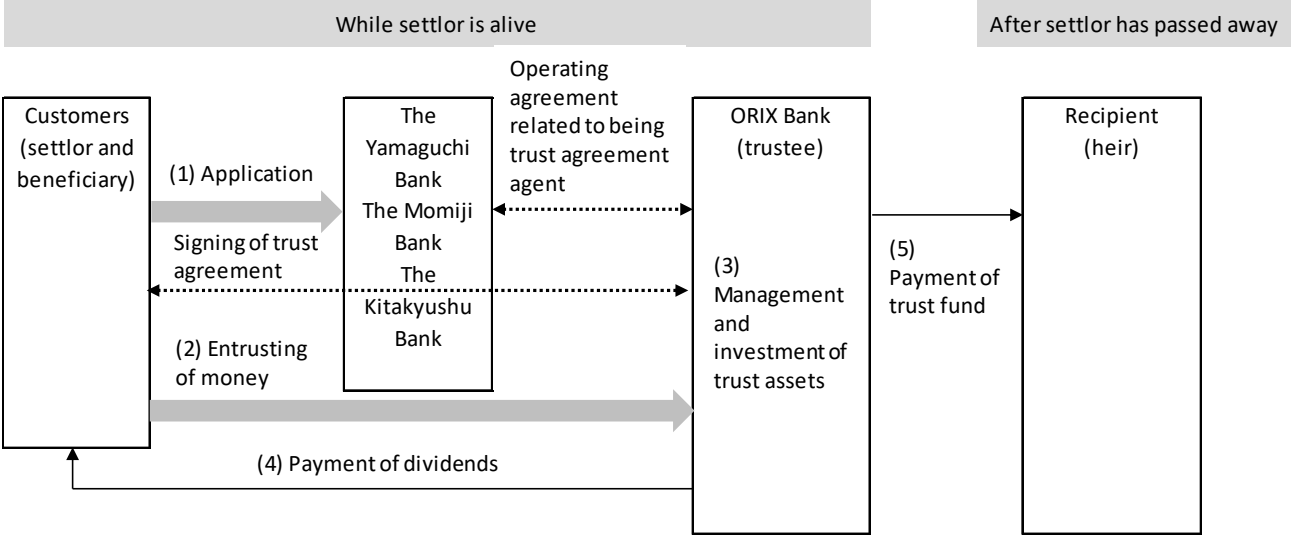 While settlor is alive
After settlor has passed away
Customers
(settlor and
beneficiary)
(1) Application
Signing of trust
agreement
(2) Entrusting
of money
The
Yamaguchi
Bank
The Momiji
Bank
The
Kitakyushu
Bank
Operating
agreement
related to being
trust agreement
agent
ORIX Bank
(trustee)
(3)
Management
and
investment of
trust assets
(4) Payment of dividends
(5)
Payment of
trust fund
Recipient
(heir)